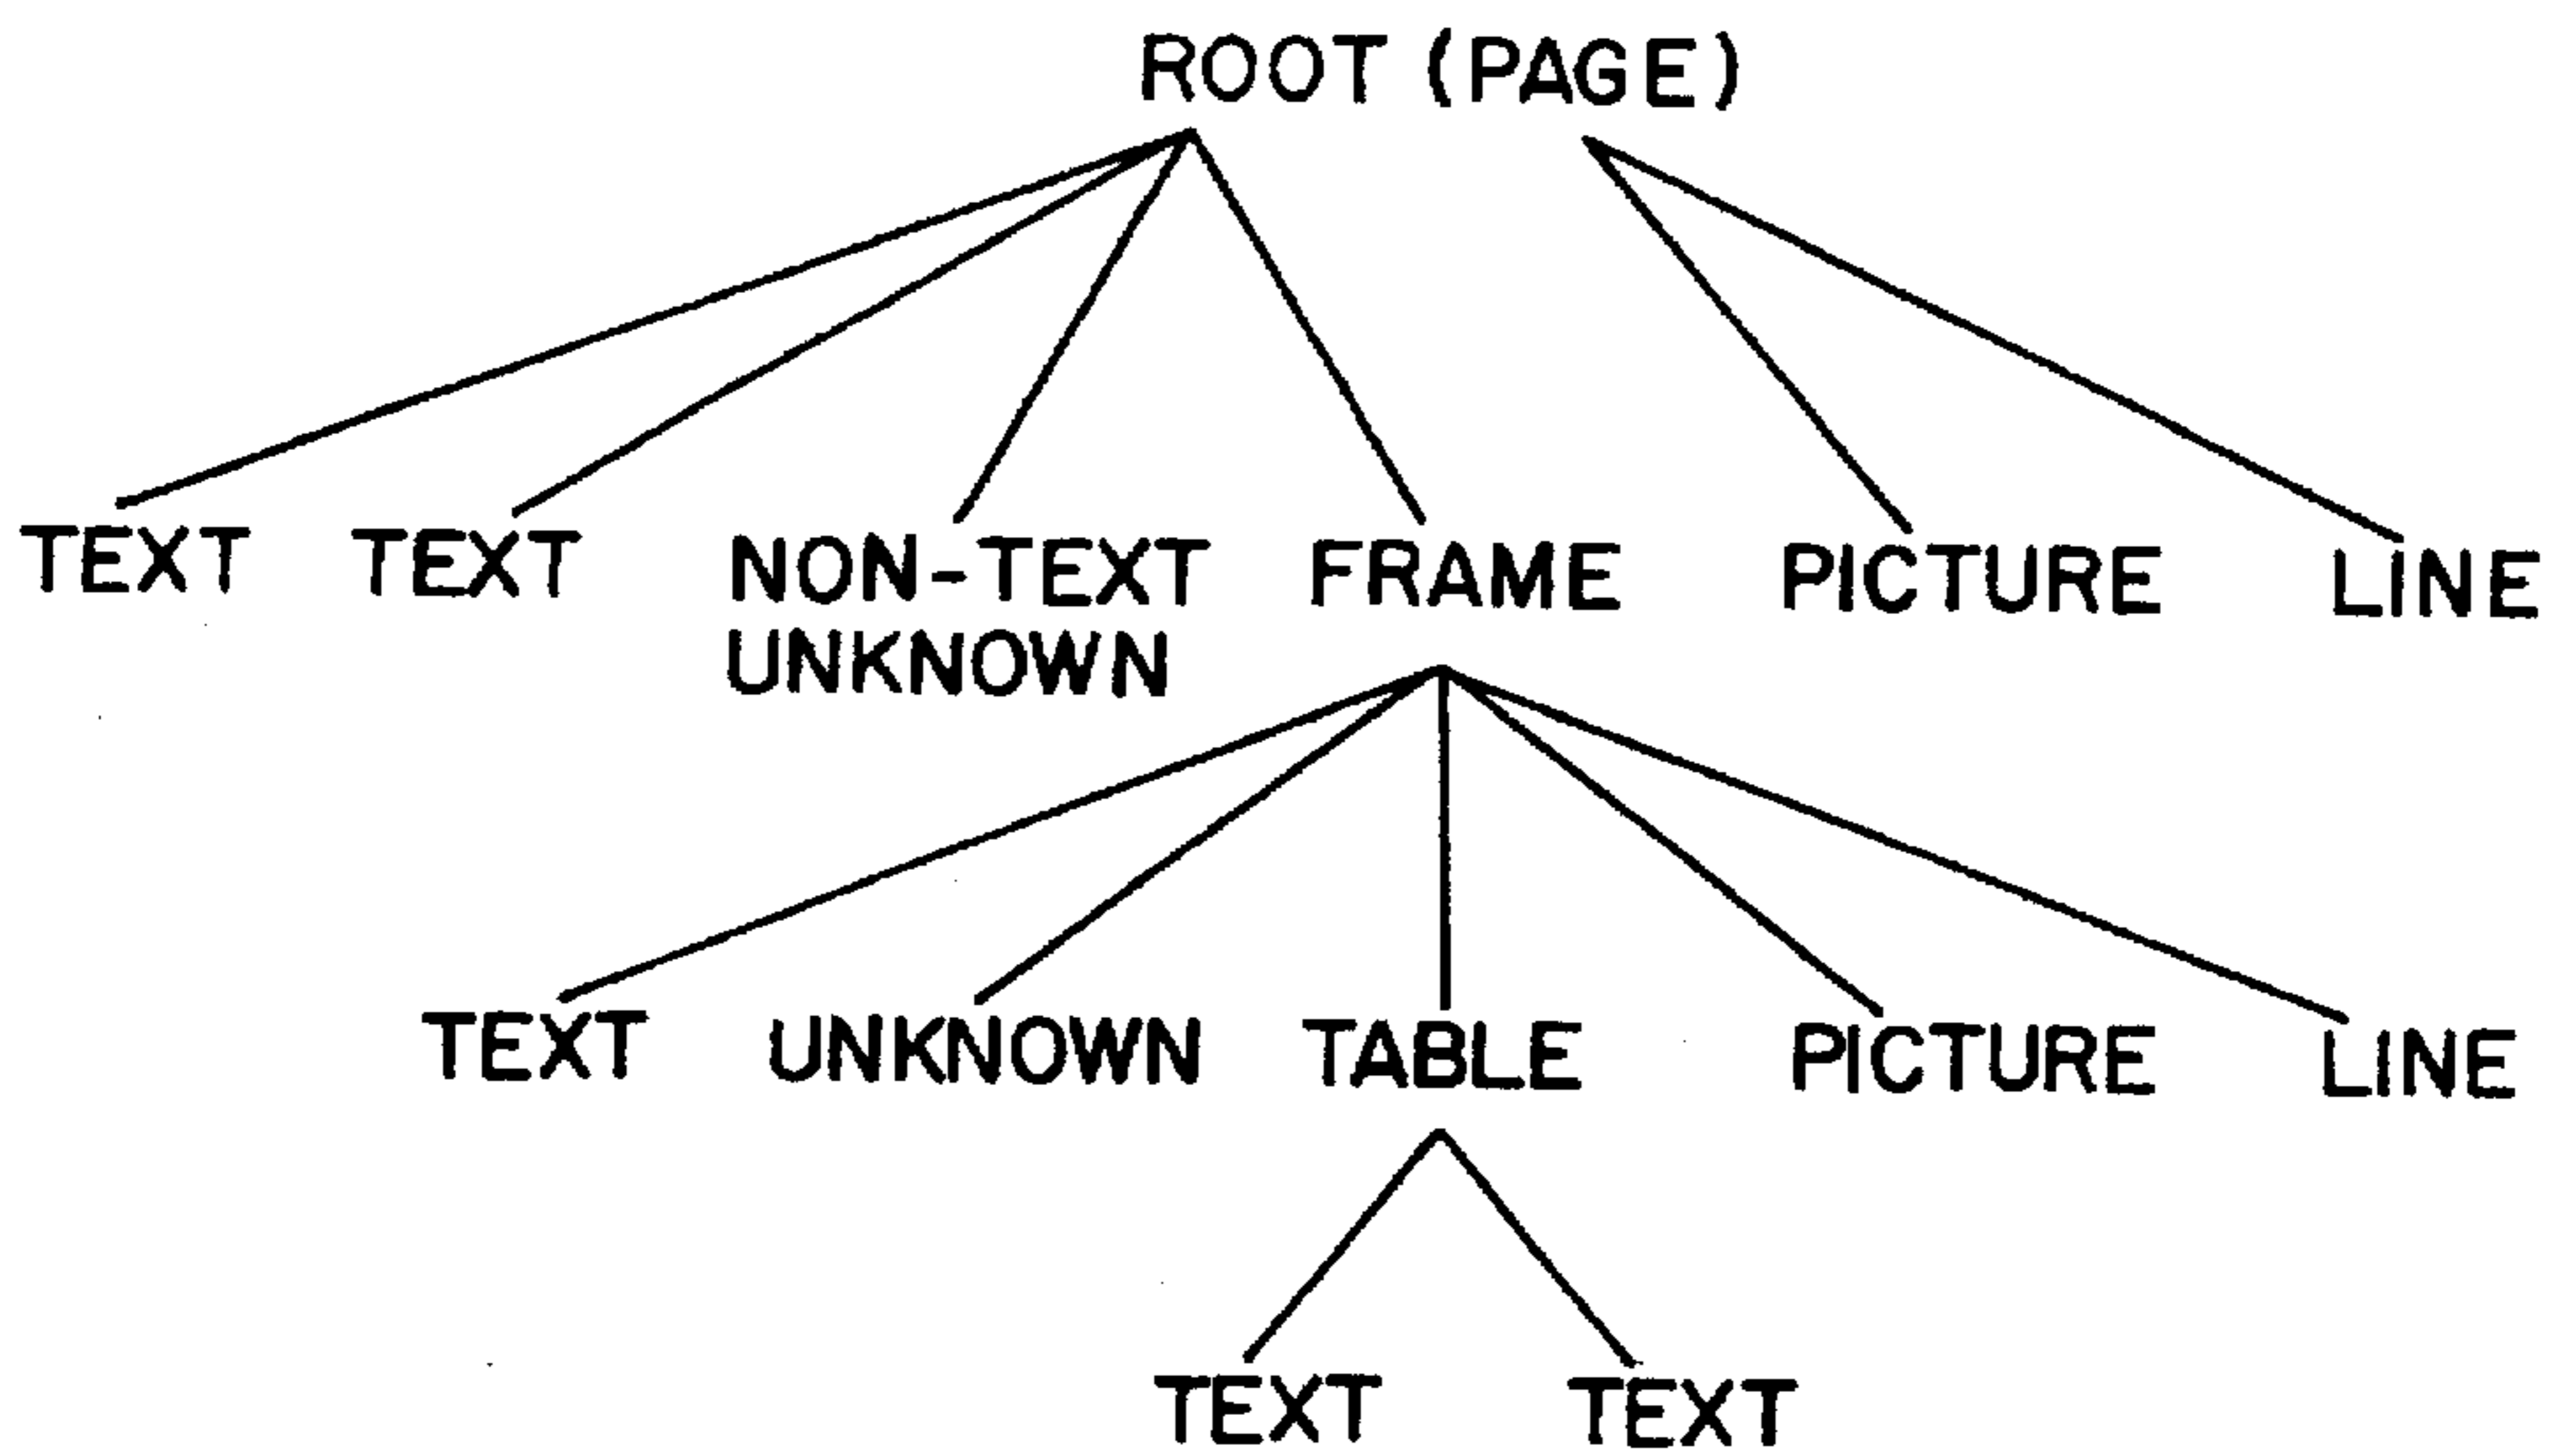 ROOT (PAGE)
TEXT TEXT NON-TEXT FRAME PICTURE LINE
UNKNOWN
TEXT UNKNOWN TABLE PICTURE LINE
TEXT TEXT